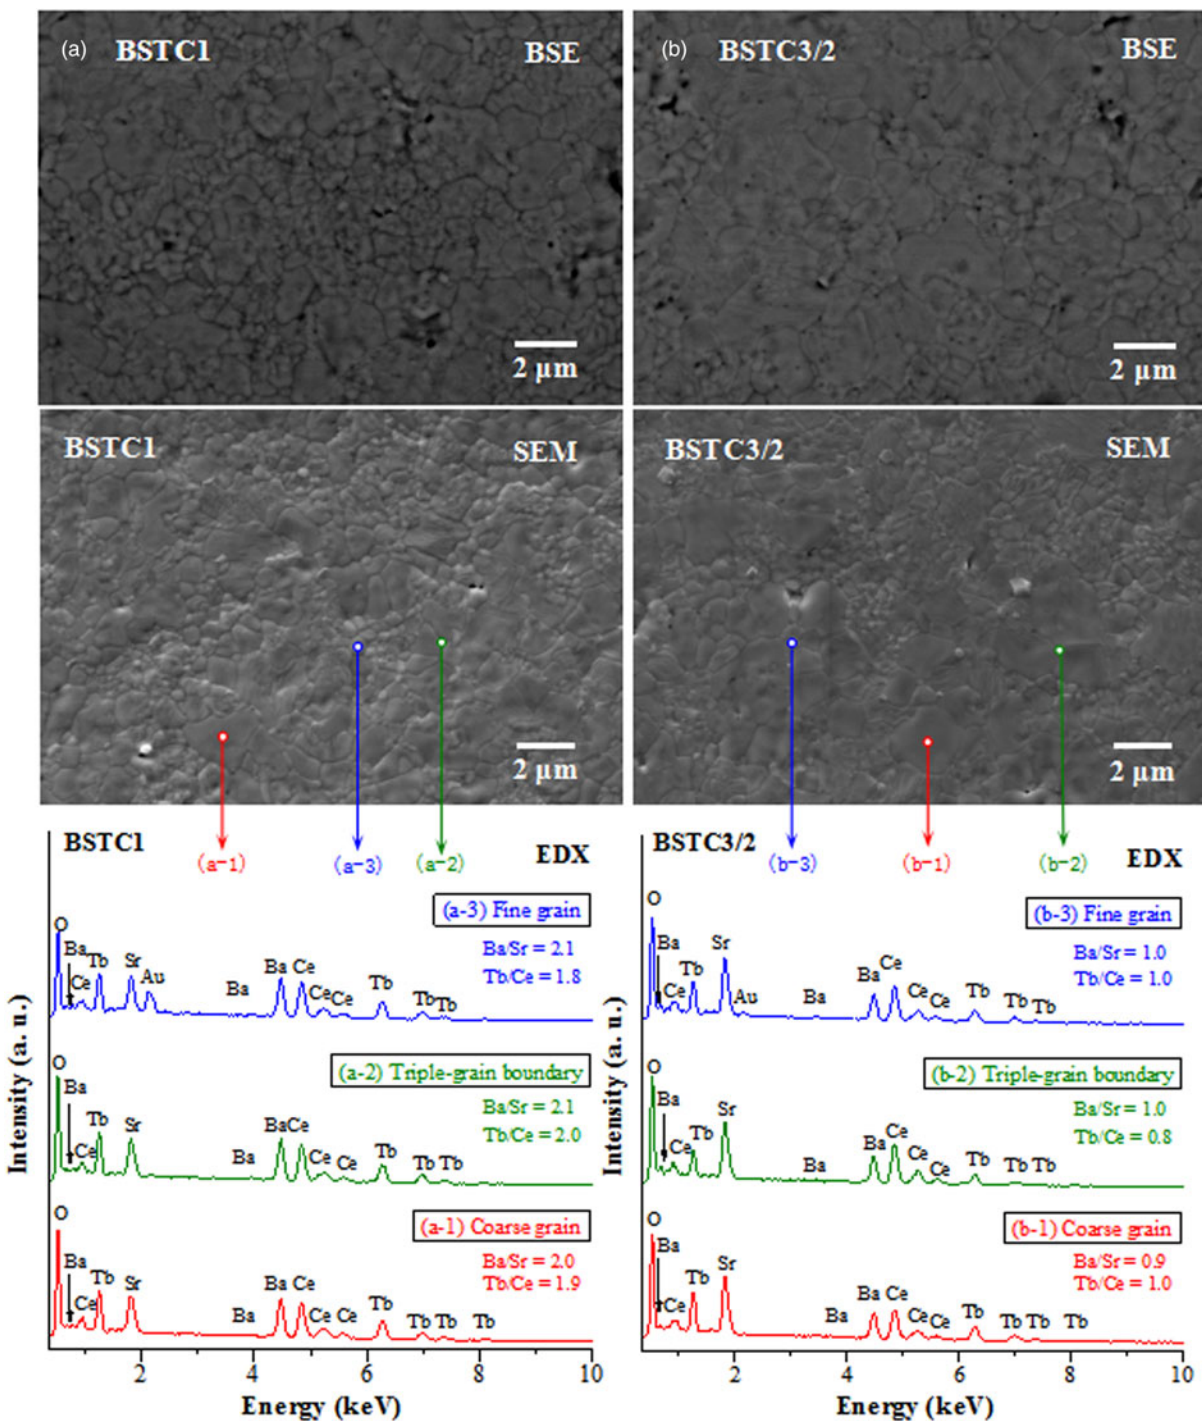 (a) BSTC1 BSE
2 µm
(b) BSTC3/2 BSE
2 µm
BSTC1 SEM
2 µm
BSTC3/2 SEM
2 µm
BSTC1 EDX
(a-1) (a-3) (a-2)
(a-3) Fine grain
Ba/Sr = 2.1
Tb/Ce = 1.8
O Ba Ce Tb Sr Au Ba Ba Ce Ce Ce Tb Tb Tb
(a-2) Triple-grain boundary
Ba/Sr = 2.1
Tb/Ce = 2.0
O Ba Ce Tb Sr Ba Ba Ce Ce Ce Tb Tb Tb
(a-1) Coarse grain
Ba/Sr = 2.0
Tb/Ce = 1.9
O Ba Ce Tb Sr Ba Ba Ce Ce Ce Tb Tb Tb Tb
Intensity (a. u.)
2 4 6 8 10
Energy (keV)
BSTC3/2 EDX
(b-3) (b-1) (b-2)
(b-3) Fine grain
Ba/Sr = 1.0
Tb/Ce = 1.0
O Ba Ce Tb Sr Au Ba Ba Ce Ce Ce Tb Tb Tb
(b-2) Triple-grain boundary
Ba/Sr = 1.0
Tb/Ce = 0.8
O Ba Ce Tb Sr Ba Ba Ce Ce Ce Tb Tb Tb
(b-1) Coarse grain
Ba/Sr = 0.9
Tb/Ce = 1.0
O Ba Ce Tb Sr Ba Ba Ce Ce Ce Tb Tb Tb Tb
Intensity (a. u.)
2 4 6 8 10
Energy (keV)